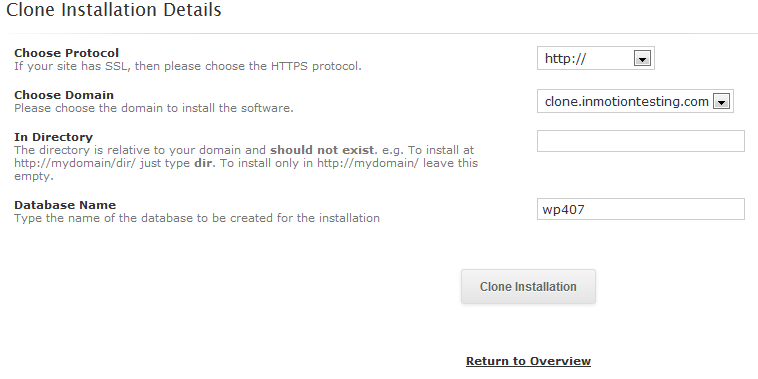 Clone Installation Details
Choose Protocol
If your site has SSL, then please choose the HTTPS protocol.
http://
Choose Domain
Please choose the domain to install the software.
clone.inmotiontesting.com
In Directory
The directory is relative to your domain and should not exist. e.g. To install at
http://mydomain/dir/ just type dir. To install only in http://mydomain/ leave this
empty.
Database Name
Type the name of the database to be created for the installation
wp407
Clone Installation
Return to Overview